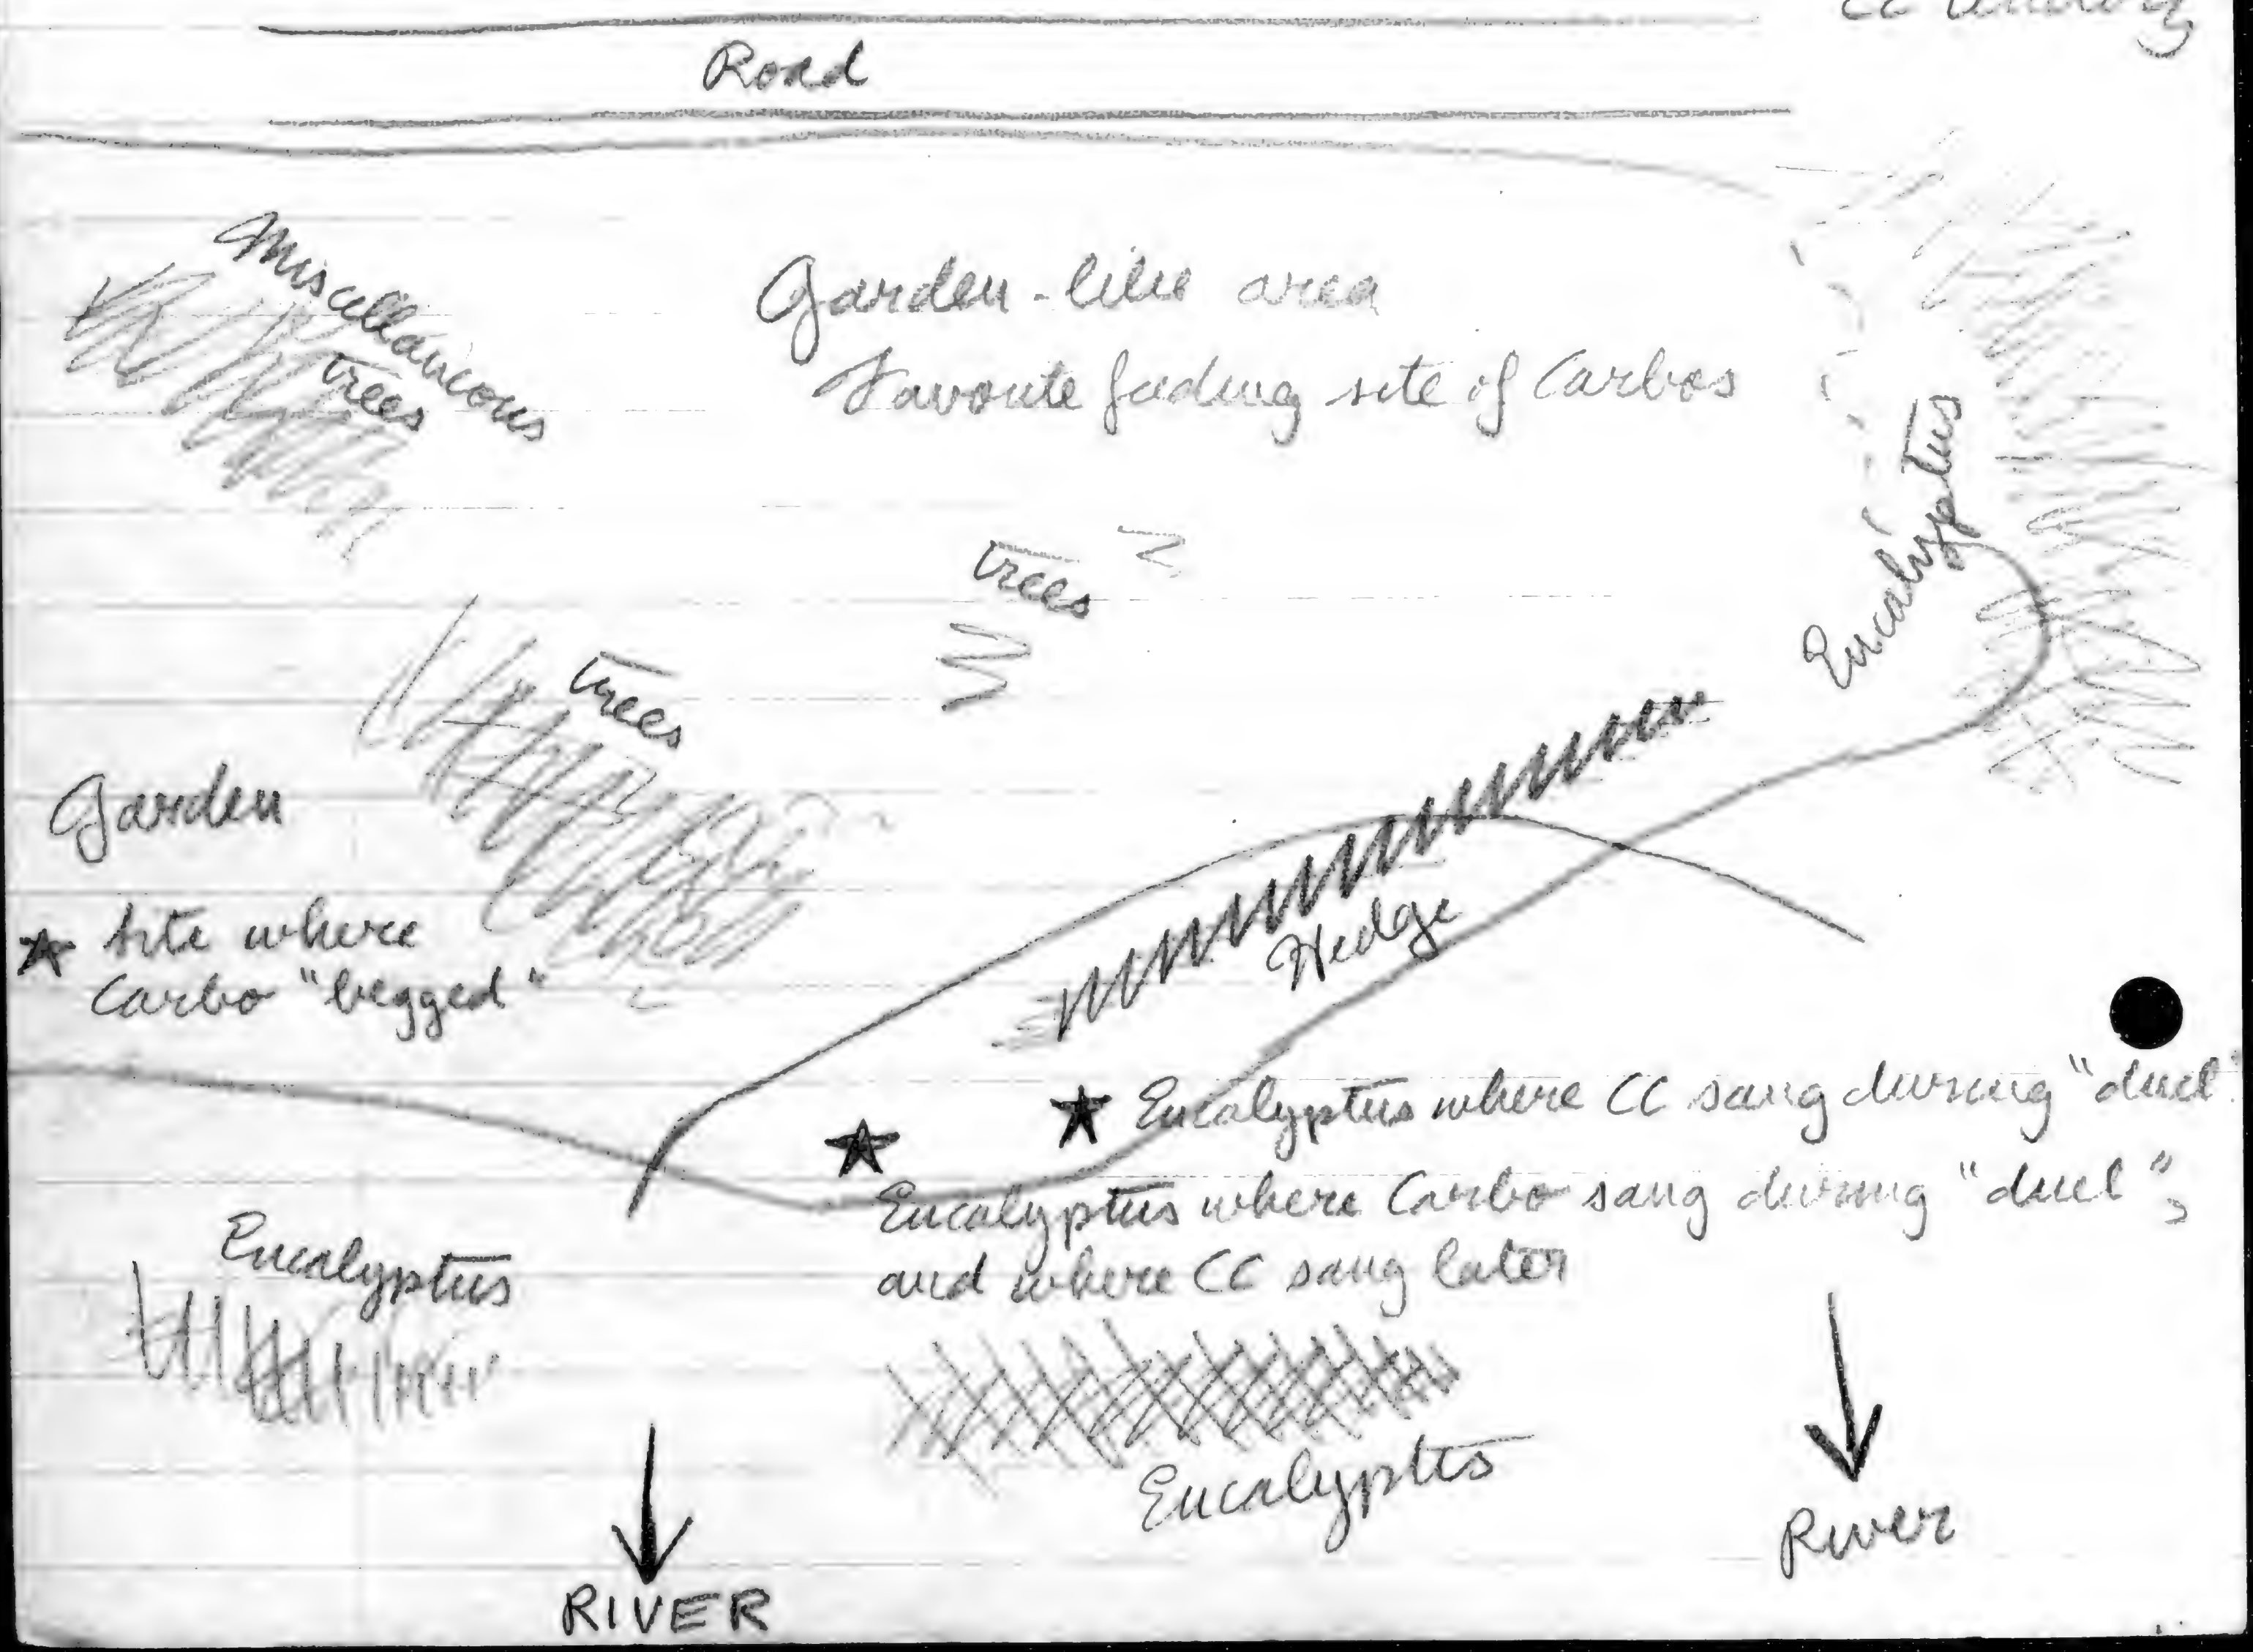 CC
Road
Miscellaneous
trees
Garden-like area
Favorite feeding site of Carbos
Eucalyptus
trees
trees
Garden
Site where
Carbo "begged"
Hedge
Eucalyptus where CC sang during "duel"
Eucalyptus where Carbo sang during "duel",
and where CC sang later
Eucalyptus
Eucalyptus
River
RIVER